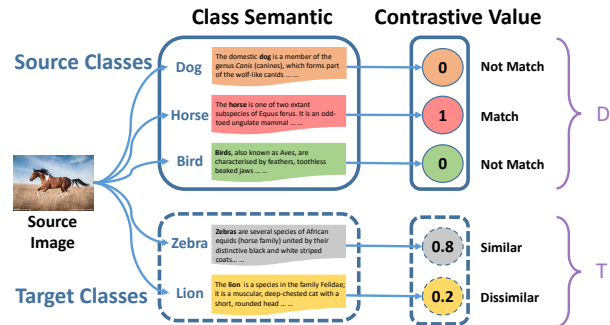 Class Semantic
Contrastive Value
Source Classes
Dog
The domestic dog is a member of the
genus Canis (canines), which forms part
of the wolf-like canids ... ...
0
Not Match
D
Horse
The horse is one of two extant
subspecies of Equus ferus. It is an odd-
toed ungulate mammal ... ...
1
Match
Bird
Birds, also known as Aves, are
characterised by feathers, toothless
beaked jaws ... ...
0
Not Match
Source
Image
Zebra
Zebras are several species of African
equids (horse family) united by their
distinctive black and white striped
coats... ...
0.8
Similar
T
Target Classes
Lion
The lion is a species in the family Felidae;
it is a muscular, deep-chested cat with a
short, rounded head ... ...
0.2
Dissimilar